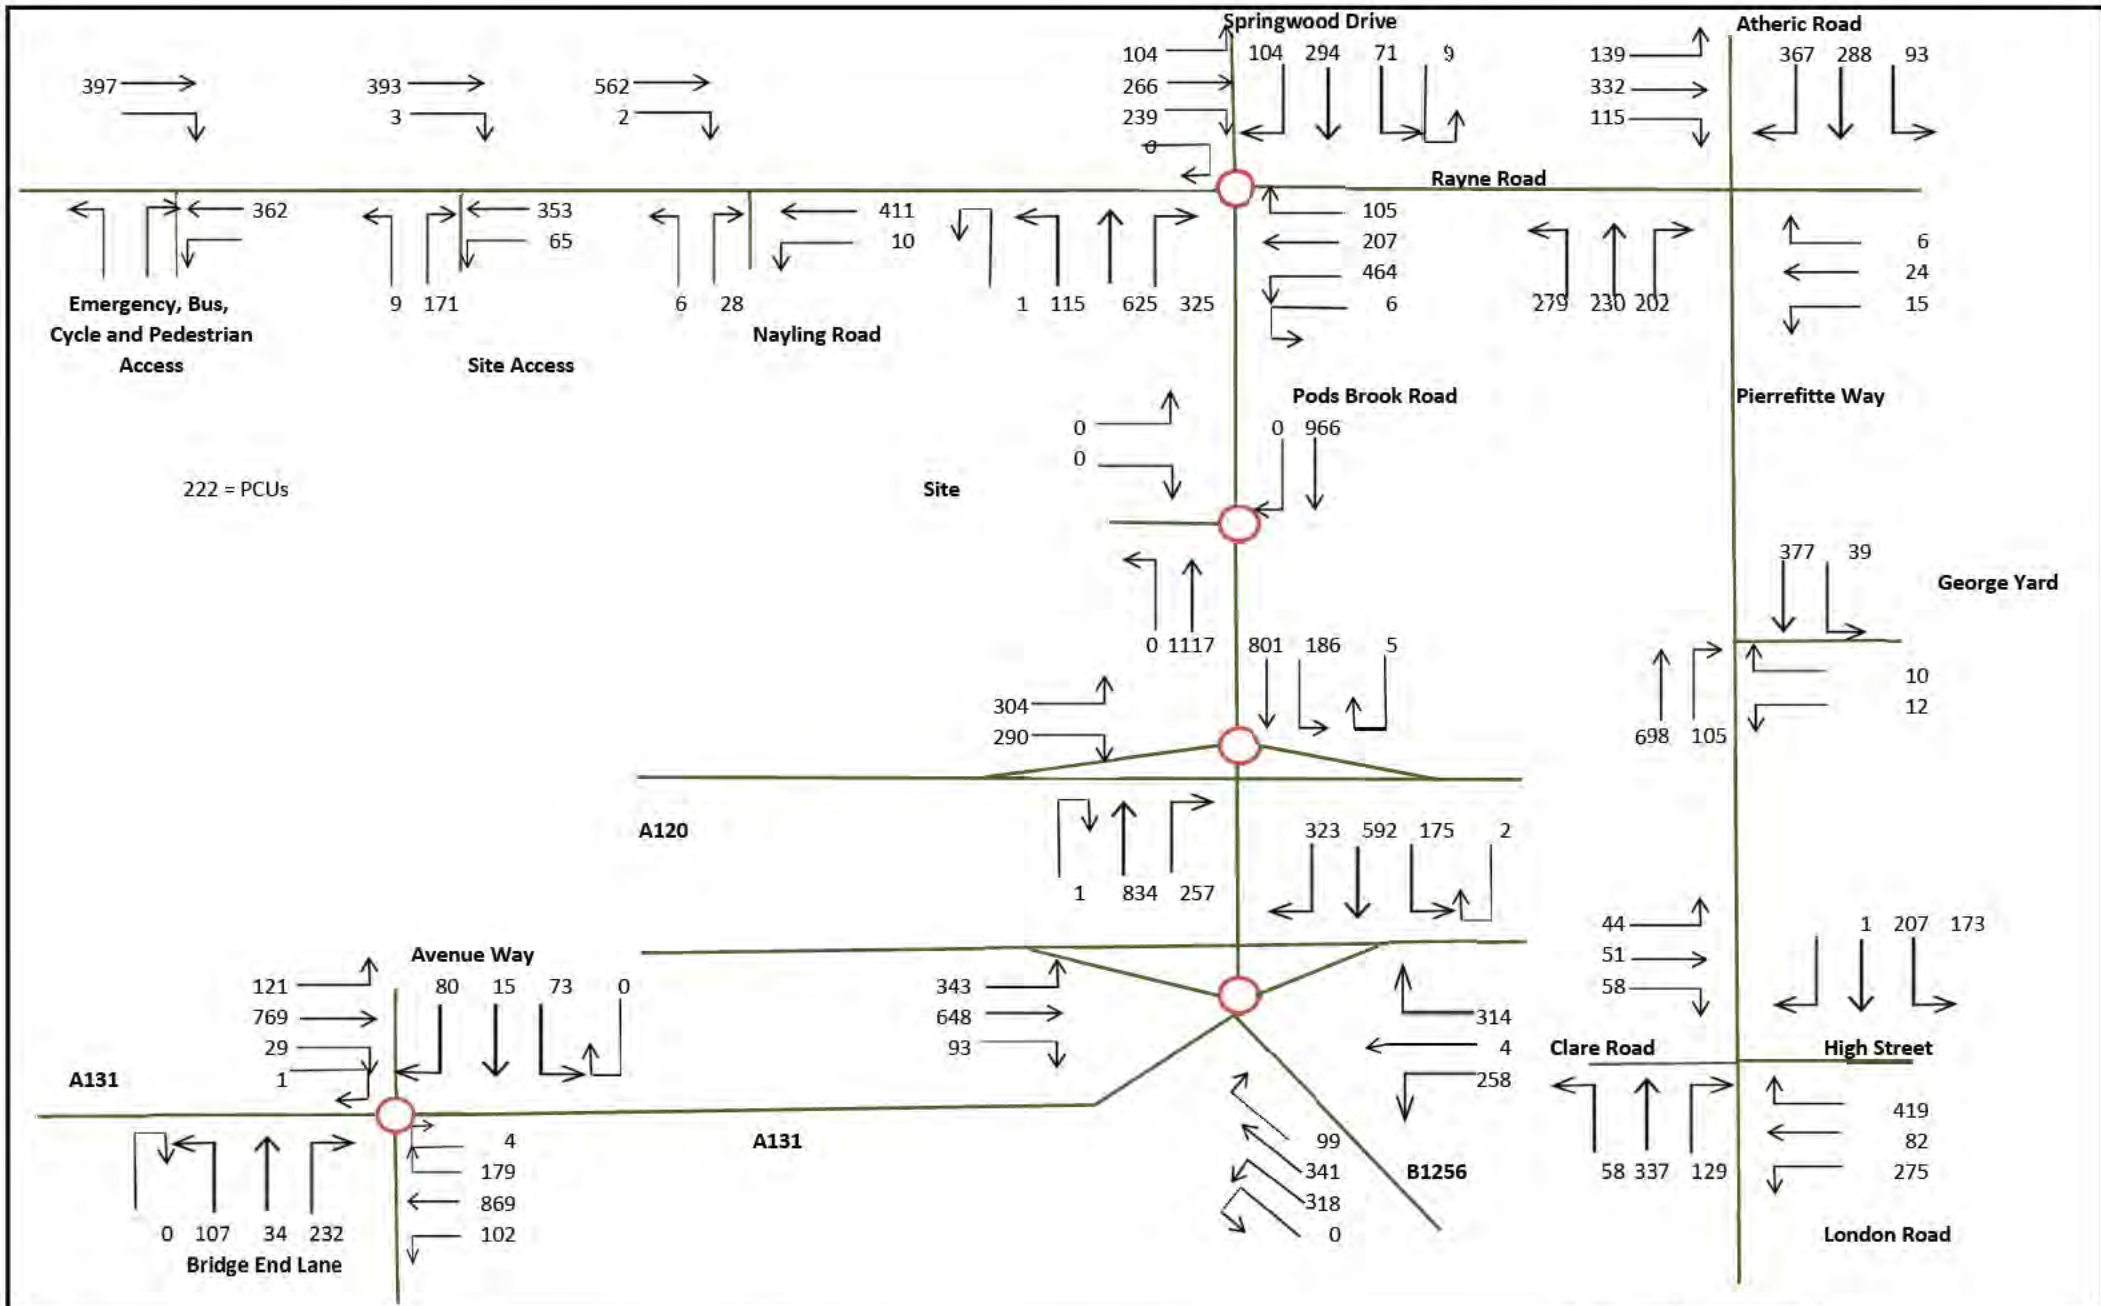 Springwood Drive
Atheric Road
104 104 294 71 9 139 367 288 93
397 393 562 266 332
3 2 239 115
0
Rayne Road
362 353 411 105 6
65 10 207 24
464 15
9 171 6 28 1 115 625 325 6 279 230 202
Emergency, Bus,
Cycle and Pedestrian
Access
Nayling Road
Site Access
Pods Brook Road
Pierrefitte Way
0 0 966
0
222 = PCUs
Site
377 39
George Yard
0 1117 801 186 5
10
304 12
290 698 105
A120
323 592 175 2
1 834 257
44 1 207 173
Avenue Way
51
121 80 15 73 0 343 58
769 648 314
29 93 4
Clare Road
High Street
1 258
A131
419
4 A131 99 82
179 341 B1256 58 337 129 275
869 318
0 107 34 232 102 0
London Road
Bridge End Lane